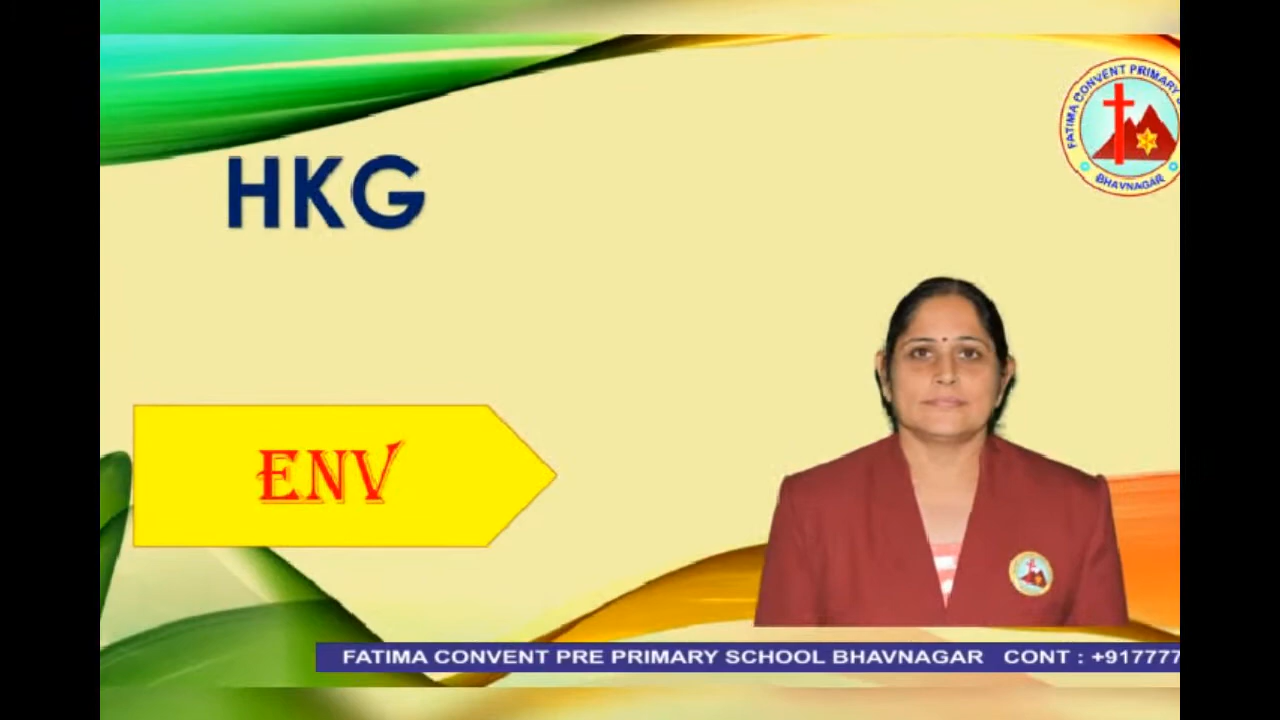 FATIMA CONVENT PRIMARY
BHAVNAGAR
HKG
ENV
FATIMA CONVENT PRE PRIMARY SCHOOL BHAVNAGAR CONT : +917777